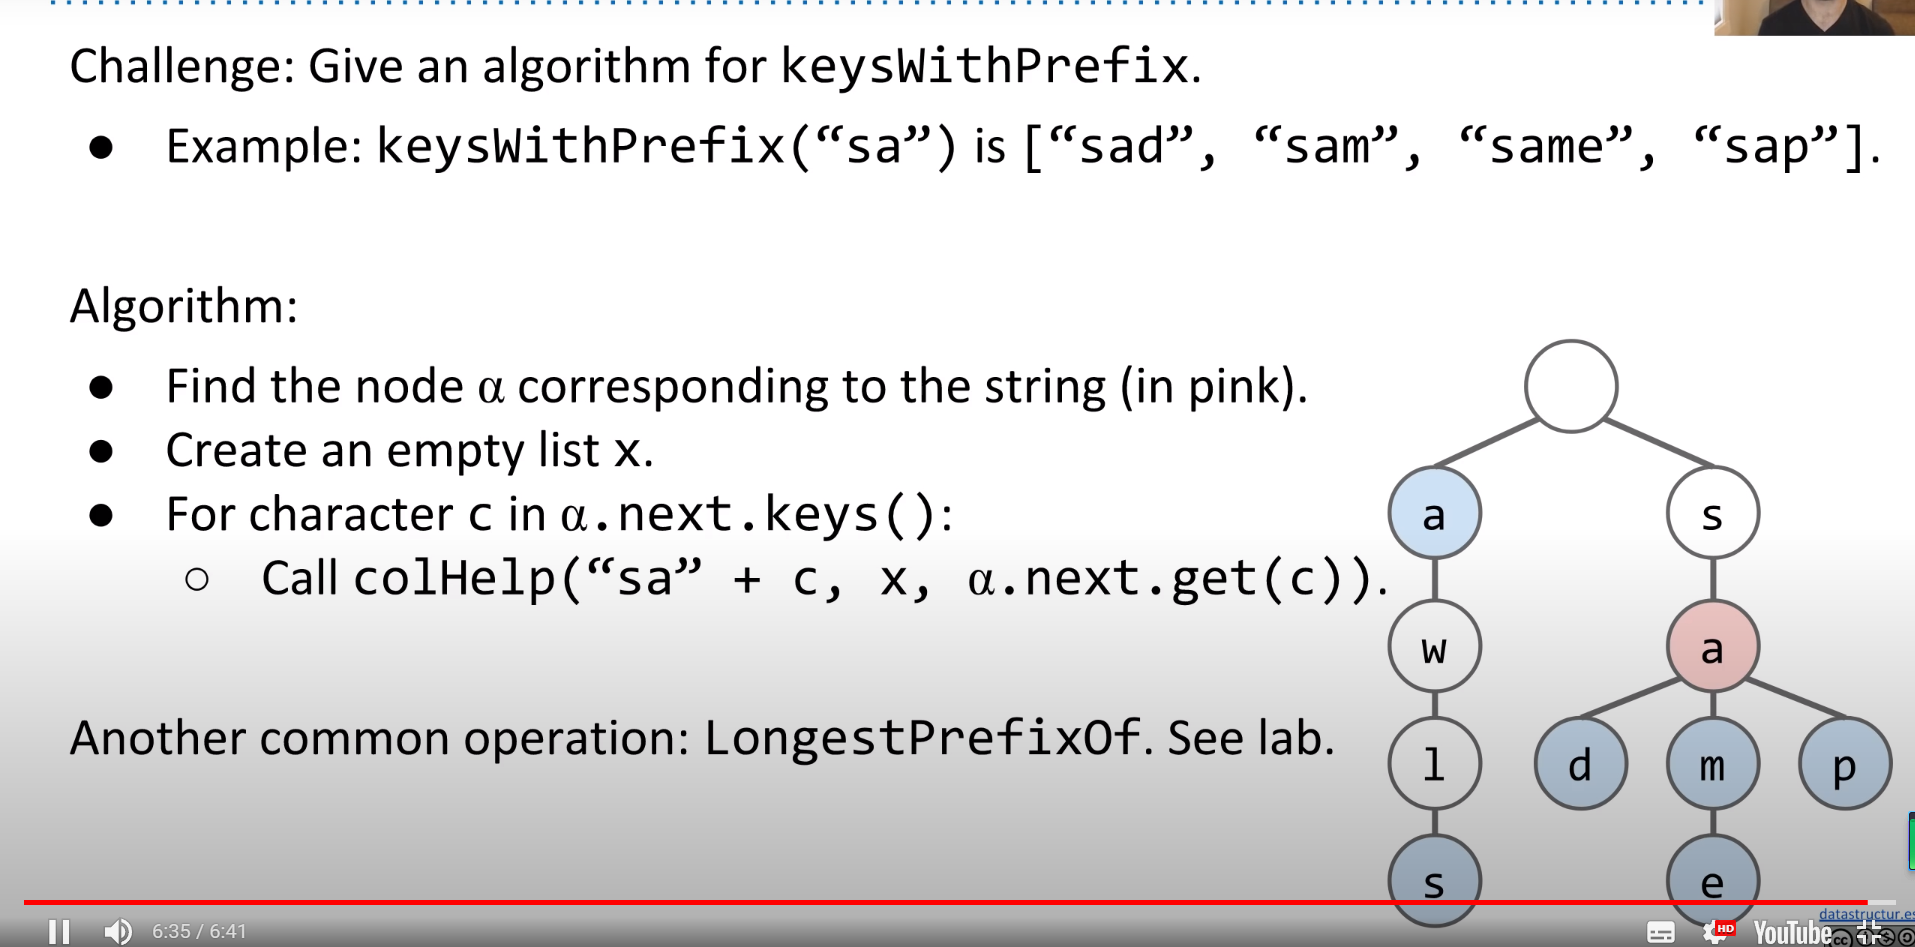 Challenge: Give an algorithm for keysWithPrefix.
● Example: keysWithPrefix(“sa”) is [“sad”, “sam”, “same”, “sap”].
Algorithm:
● Find the node α corresponding to the string (in pink).
● Create an empty list x.
● For character c in α.next.keys():
○ Call colHelp(“sa” + c, x, α.next.get(c)).
Another common operation: LongestPrefixOf. See lab.
a s
w a
l d m p
s e
6:35 / 6:41
HD
YouTube
datastructur.es
cc